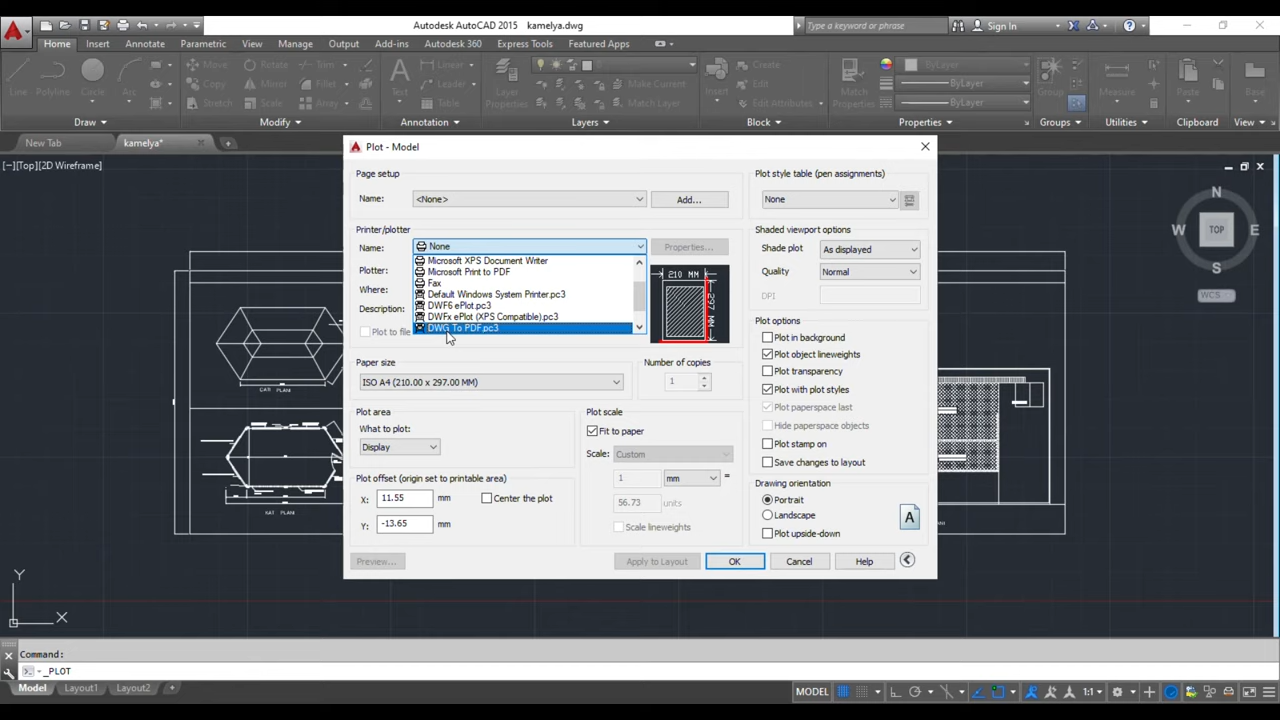 Autodesk AutoCAD 2015 kamelya.dwg
Type a keyword or phrase
Sign In
Home Insert Annotate Parametric View Manage Output Add-ins Autodesk 360 Express Tools Featured Apps
Line Polyline Circle Arc
Move Rotate Trim
Copy Mirror Fillet
Stretch Scale Array
Text Linear
Leader
Table
Layer Properties
0
Make Current
Match Layer
Insert
Create
Edit
Edit Attributes
Match Properties
ByLayer
ByLayer
ByLayer
Group
Measure
Paste
Base
Draw Modify Annotation Layers Block Properties Groups Utilities Clipboard View
New Tab kamelya*
[−][Top][2D Wireframe]
N
W TOP E
S
WCS
ÇATI PLANI
KAT PLANI
Y
X
Plot - Model
Page setup
Name: <None> Add...
Printer/plotter
Name: None Properties...
Microsoft XPS Document Writer
Microsoft Print to PDF
Fax
Default Windows System Printer.pc3
DWF6 ePlot.pc3
DWFx ePlot (XPS Compatible).pc3
DWG To PDF.pc3
Plotter:
Where:
Description:
Plot to file
210 MM
297 MM
Paper size
ISO A4 (210.00 x 297.00 MM)
Number of copies
1
Plot area
What to plot:
Display
Plot scale
Fit to paper
Scale: Custom
1 mm =
56.73 units
Scale lineweights
Plot offset (origin set to printable area)
X: 11.55 mm Center the plot
Y: -13.65 mm
Plot style table (pen assignments)
None
Shaded viewport options
Shade plot As displayed
Quality Normal
DPI
Plot options
Plot in background
Plot object lineweights
Plot transparency
Plot with plot styles
Plot paperspace last
Hide paperspace objects
Plot stamp on
Save changes to layout
Drawing orientation
Portrait
Landscape
Plot upside-down
A
Preview... Apply to Layout OK Cancel Help
Command:
_PLOT
Model Layout1 Layout2 +
MODEL 1:1